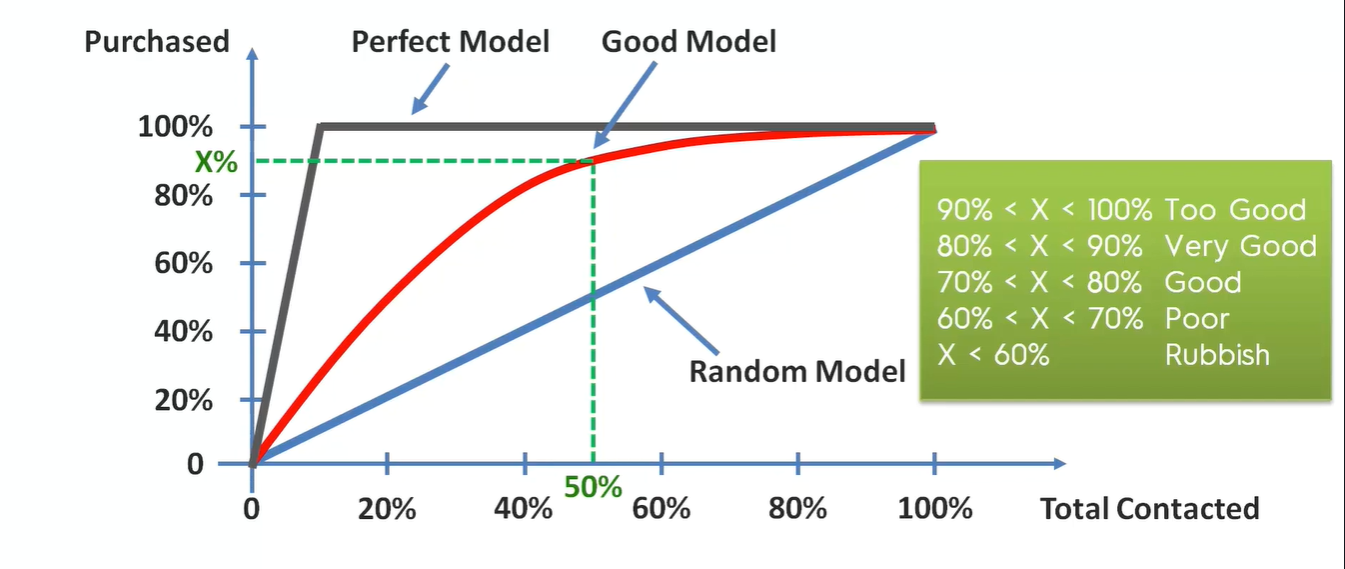 Purchased
Perfect Model
Good Model
100%
X%
80%
60%
40%
20%
0
90% < X < 100% Too Good
80% < X < 90% Very Good
70% < X < 80% Good
60% < X < 70% Poor
X < 60% Rubbish
Random Model
50%
0 20% 40% 60% 80% 100% Total Contacted